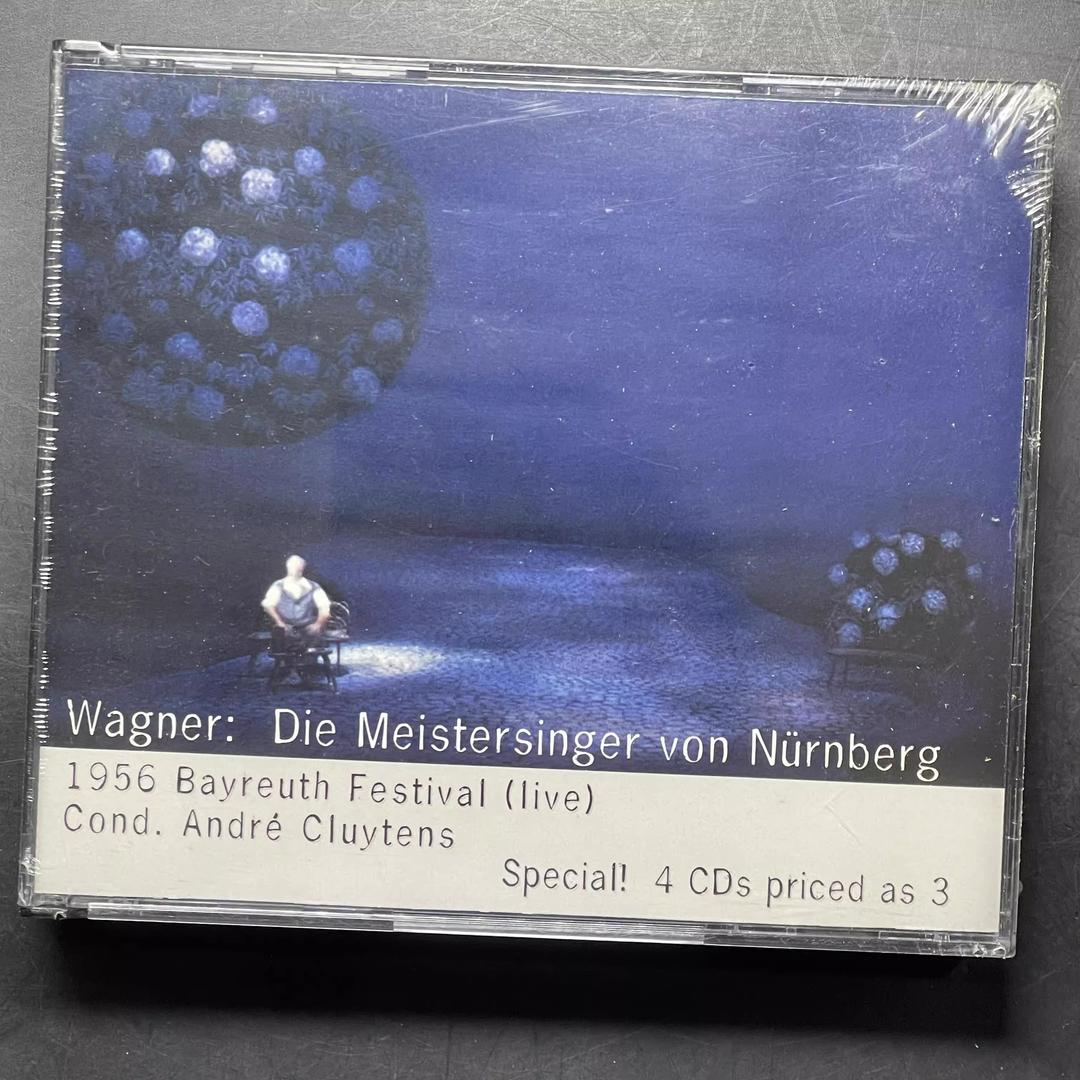 Wagner: Die Meistersinger von Nürnberg
1956 Bayreuth Festival (live)
Cond. André Cluytens
Special! 4 CDs priced as 3